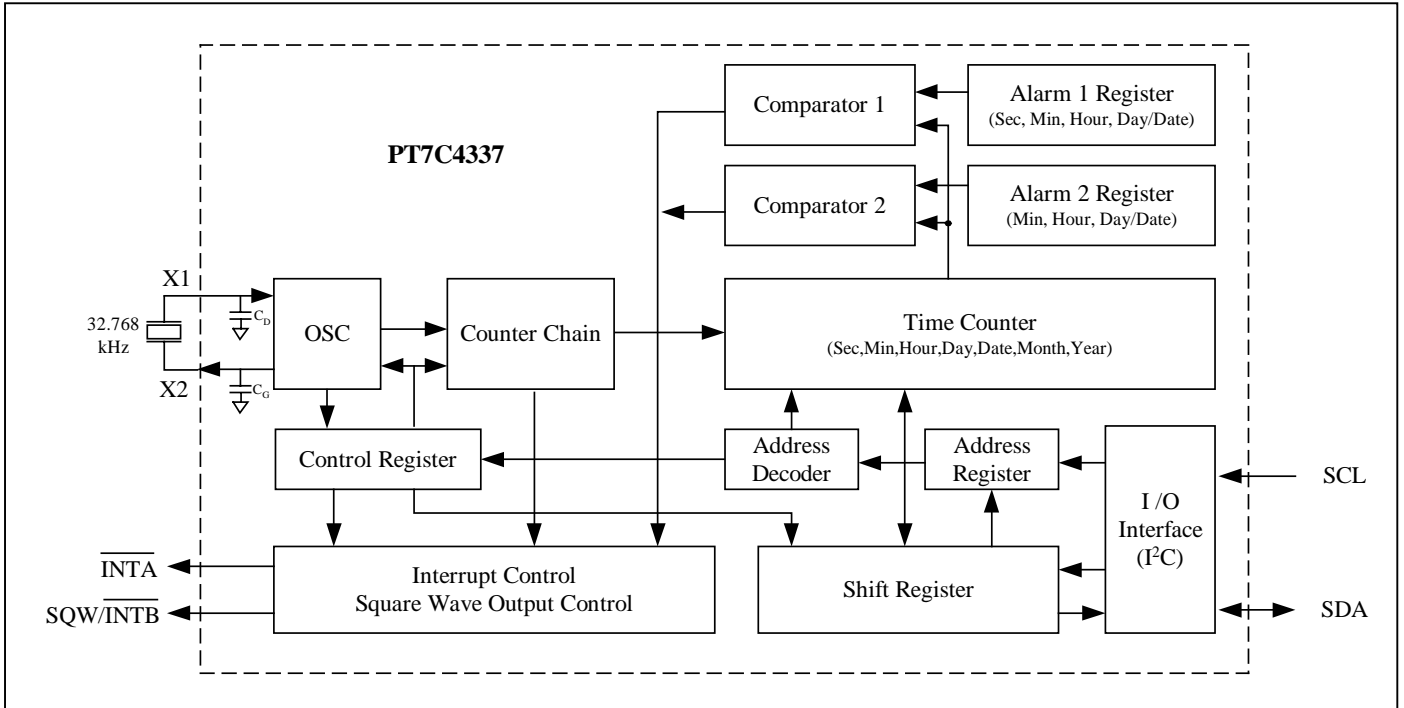 PT7C4337
Comparator 1
Alarm 1 Register
(Sec, Min, Hour, Day/Date)
Comparator 2
Alarm 2 Register
(Min, Hour, Day/Date)
X1
32.768
kHz
X2
C_D
C_G
OSC
Counter Chain
Time Counter
(Sec,Min,Hour,Day,Date,Month,Year)
Control Register
Address
Decoder
Address
Register
I /O
Interface
(I²C)
SCL
SDA
INTA
SQW/INTB
Interrupt Control
Square Wave Output Control
Shift Register